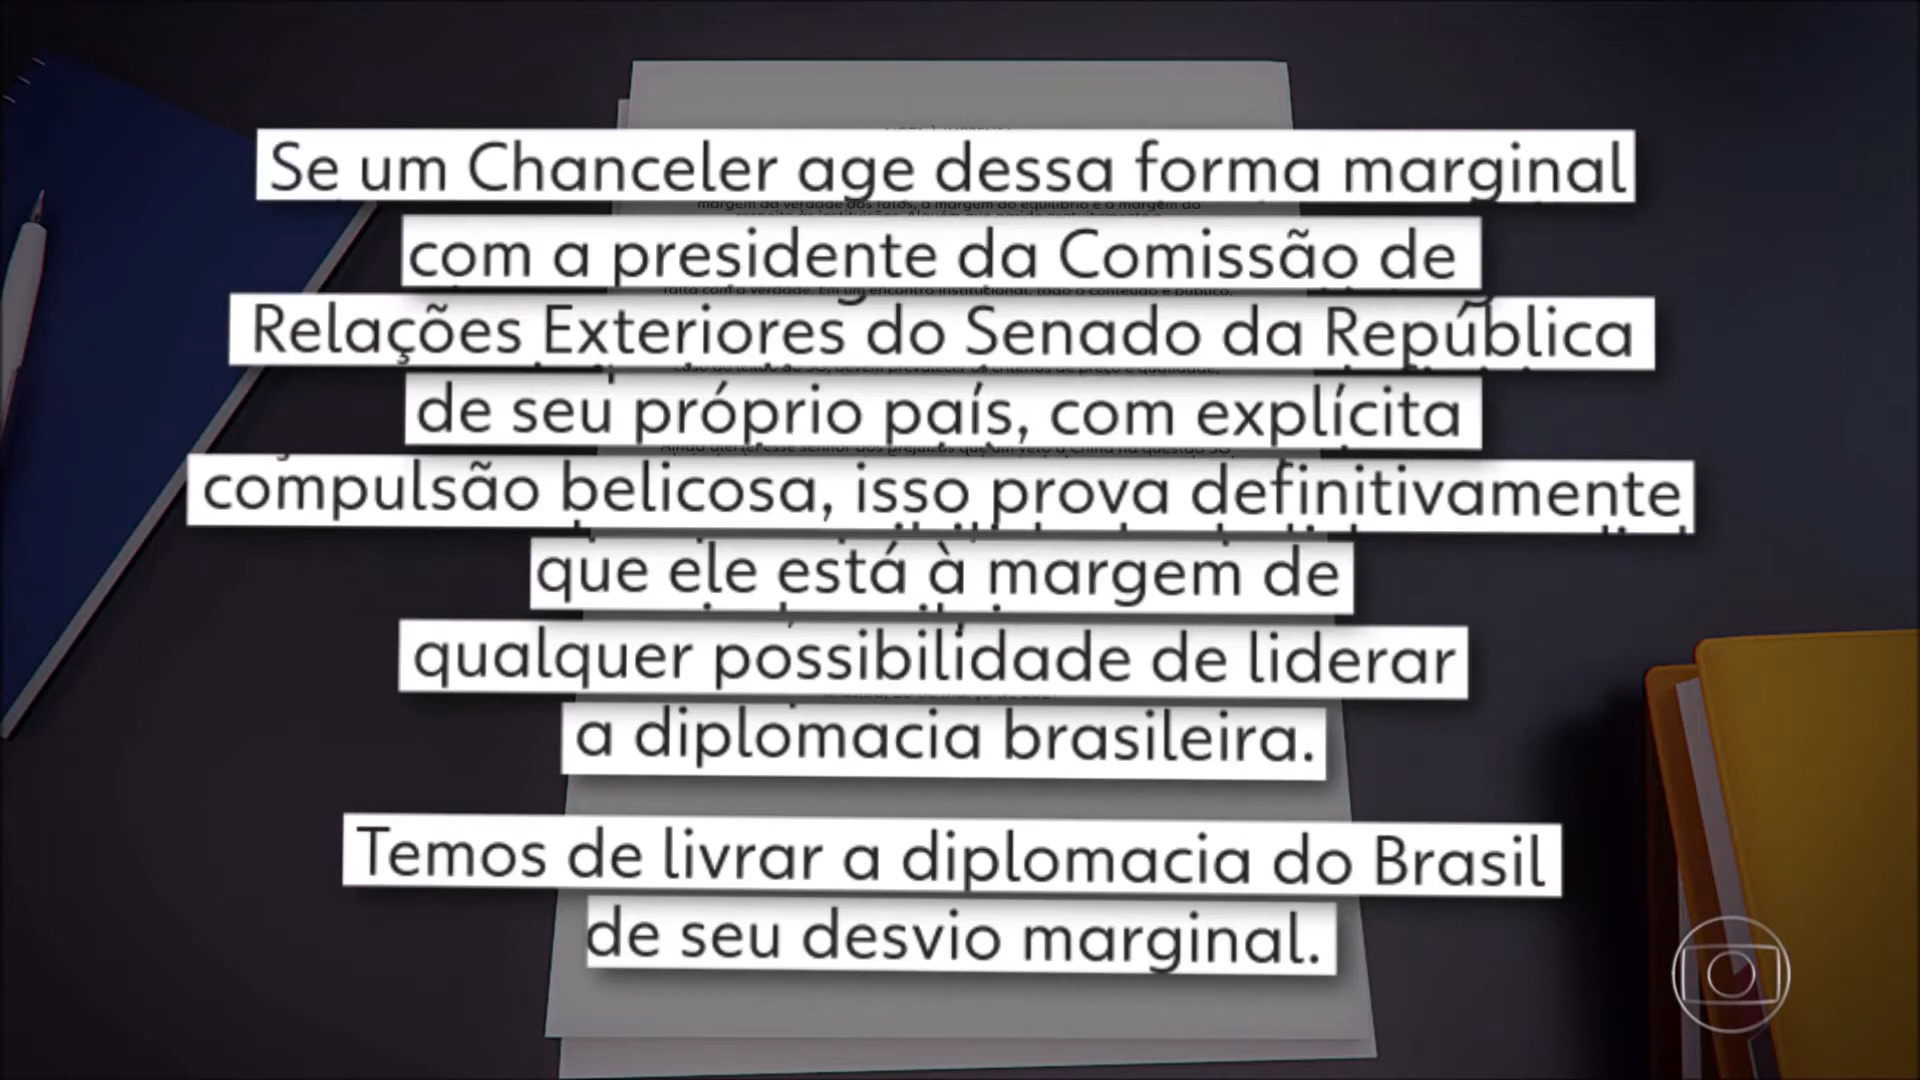 Se um Chanceler age dessa forma marginal
com a presidente da Comissão de
Relações Exteriores do Senado da República
de seu próprio país, com explícita
compulsão belicosa, isso prova definitivamente
que ele está à margem de
qualquer possibilidade de liderar
a diplomacia brasileira.
Temos de livrar a diplomacia do Brasil
de seu desvio marginal.